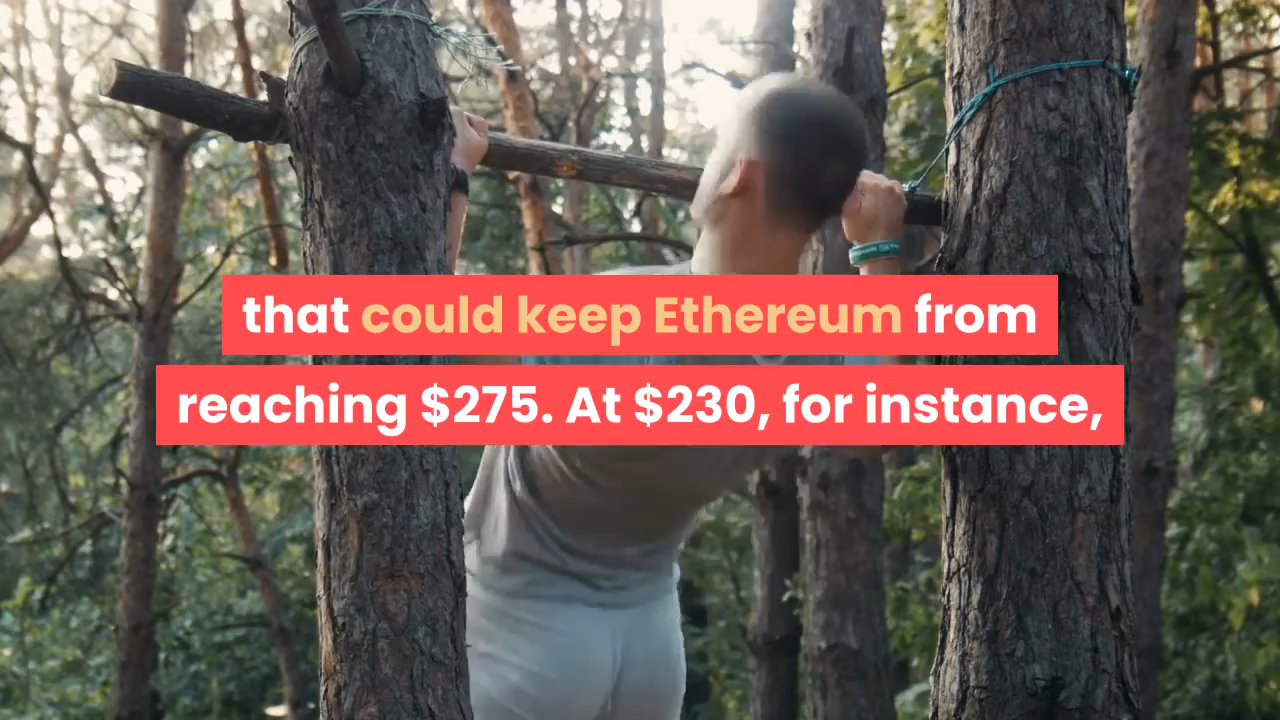 that could keep Ethereum from
reaching $275. At $230, for instance,